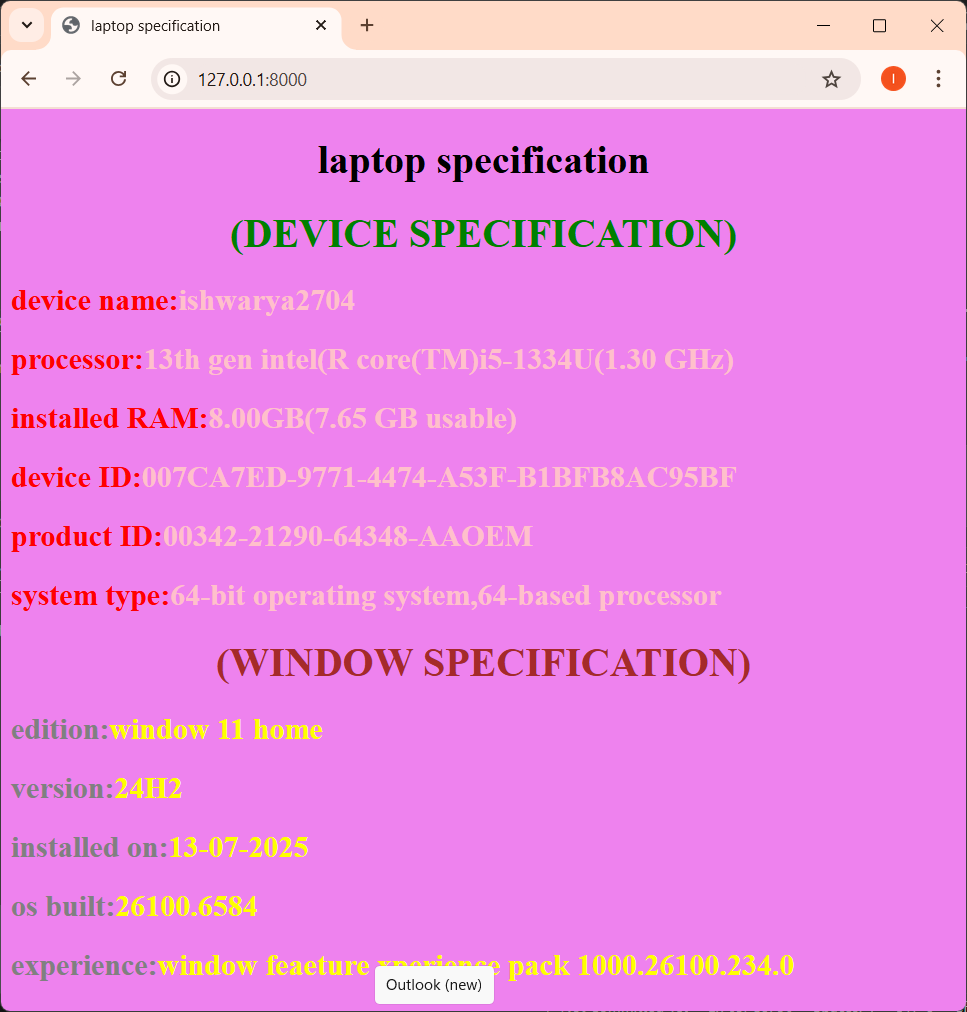 laptop specification
127.0.0.1:8000
I
laptop specification
(DEVICE SPECIFICATION)
device name:ishwarya2704
processor:13th gen intel(R core(TM)i5-1334U(1.30 GHz)
installed RAM:8.00GB(7.65 GB usable)
device ID:007CA7ED-9771-4474-A53F-B1BFB8AC95BF
product ID:00342-21290-64348-AAOEM
system type:64-bit operating system,64-based processor
(WINDOW SPECIFICATION)
edition:window 11 home
version:24H2
installed on:13-07-2025
os built:26100.6584
experience:window feaeture xperience pack 1000.26100.234.0
Outlook (new)